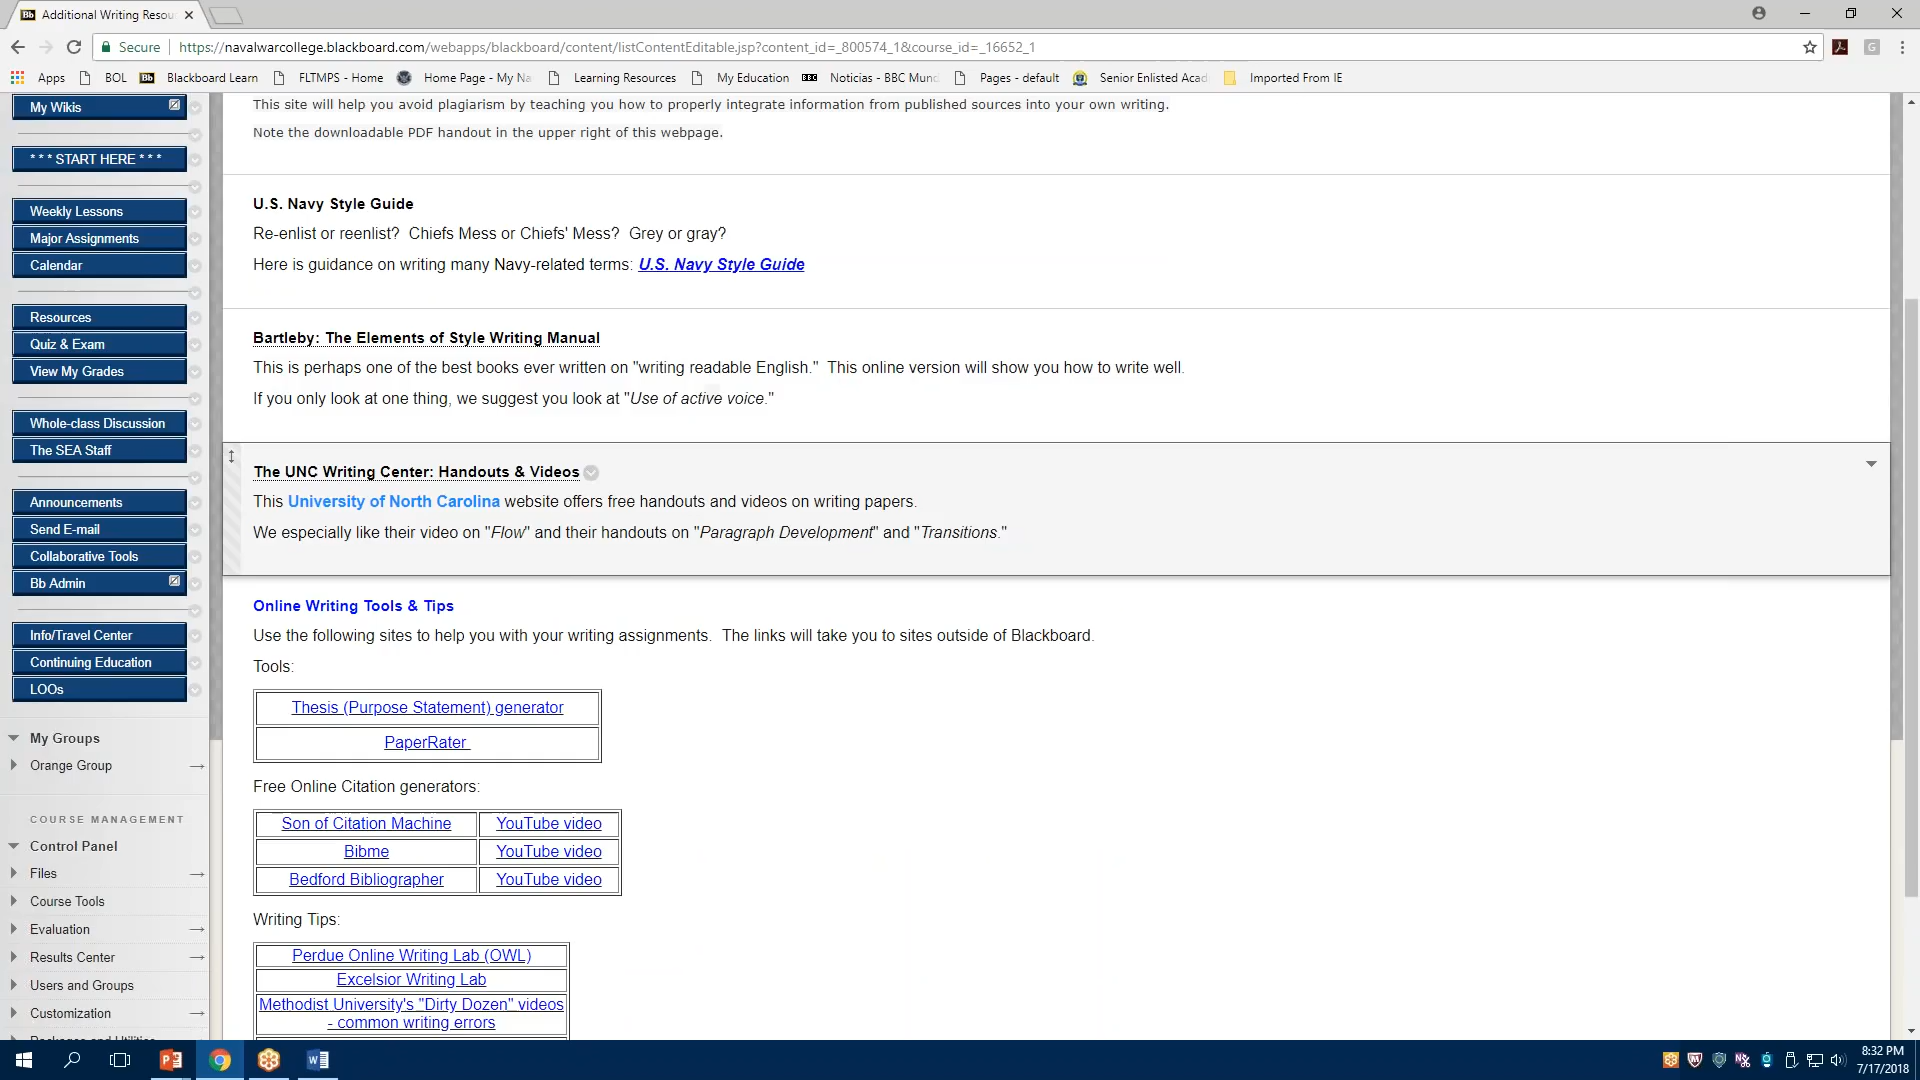 Additional Writing Resou
Secure
https://navalwarcollege.blackboard.com/webapps/blackboard/content/listContentEditable.jsp?content_id=_800574_1&course_id=_16652_1
Apps BOL Blackboard Learn FLTMPS - Home Home Page - My Na Learning Resources My Education Noticias - BBC Mund Pages - default Senior Enlisted Acad Imported From IE
My Wikis
* * * START HERE * * *
Weekly Lessons
Major Assignments
Calendar
Resources
Quiz & Exam
View My Grades
Whole-class Discussion
The SEA Staff
Announcements
Send E-mail
Collaborative Tools
Bb Admin
Info/Travel Center
Continuing Education
LOOs
My Groups
Orange Group
COURSE MANAGEMENT
Control Panel
Files
Course Tools
Evaluation
Results Center
Users and Groups
Customization
This site will help you avoid plagiarism by teaching you how to properly integrate information from published sources into your own writing.
Note the downloadable PDF handout in the upper right of this webpage.
U.S. Navy Style Guide
Re-enlist or reenlist?  Chiefs Mess or Chiefs' Mess?  Grey or gray?
Here is guidance on writing many Navy-related terms: U.S. Navy Style Guide
Bartleby: The Elements of Style Writing Manual
This is perhaps one of the best books ever written on "writing readable English."  This online version will show you how to write well.
If you only look at one thing, we suggest you look at "Use of active voice."
The UNC Writing Center: Handouts & Videos
This University of North Carolina website offers free handouts and videos on writing papers.
We especially like their video on "Flow" and their handouts on "Paragraph Development" and "Transitions."
Online Writing Tools & Tips
Use the following sites to help you with your writing assignments.  The links will take you to sites outside of Blackboard.
Tools:
Thesis (Purpose Statement) generator
PaperRater
Free Online Citation generators:
Son of Citation Machine YouTube video
Bibme YouTube video
Bedford Bibliographer YouTube video
Writing Tips:
Perdue Online Writing Lab (OWL)
Excelsior Writing Lab
Methodist University's "Dirty Dozen" videos
- common writing errors
8:32 PM
7/17/2018